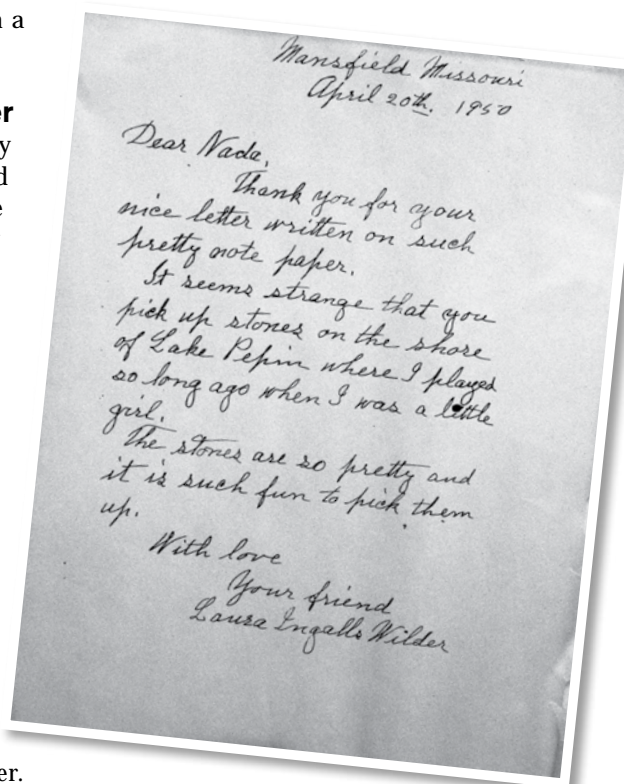 n a
er
y
d
e
Mansfield Missouri
April 20th. 1950
Dear Nada,
Thank you for your
nice letter written on such
pretty note paper.
It seems strange that you
pick up stones on the shore
of Lake Pepin where I played
so long ago when I was a little
girl.
The stones are so pretty and
it is such fun to pick them
up.
With love
Your friend
Laura Ingalls Wilder
er.